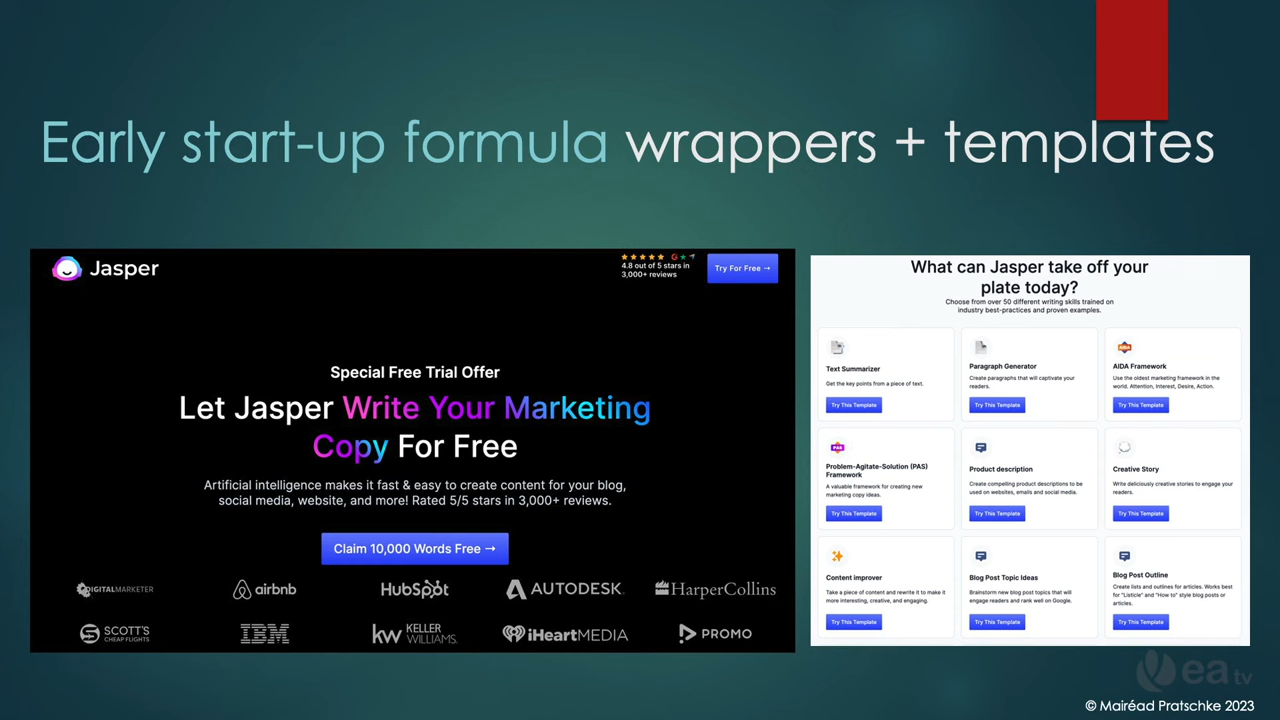 Early start-up formula wrappers + templates
Jasper
4.8 out of 5 stars in
3,000+ reviews
Try For Free →
Special Free Trial Offer
Let Jasper Write Your Marketing
Copy For Free
Artificial inteligence makes it fast & easy to create content for your blog,
social media, website, and more! Rated 5/5 stars in 3,000+ reviews.
Claim 10,000 Words Free →
DIGITALMARKETER
airbnb
HubSpot
AUTODESK
HarperCollins
SCOTT'S
CHEAP FLIGHTS
IBM
kw KELLER
WILLIAMS.
iHeartMEDIA
PROMO
What can Jasper take off your
plate today?
Choose from over 50 different writing skills trained on
industry best-practices and proven examples.
Text Summarizer
Get the key points from a piece of text.
Try This Template
Paragraph Generator
Create paragraphs that will captivate your
readers.
Try This Template
AIDA
AIDA Framework
Use the oldest marketing framework in the
world. Attention, Interest, Desire, Action.
Try This Template
PAS
Problem-Agitate-Solution (PAS)
Framework
A valuable framework for creating new
marketing copy ideas.
Try This Template
Product description
Create compelling product descriptions to be
used on websites, emails and social media.
Try This Template
Creative Story
Write deliciously creative stories to engage your
readers.
Try This Template
Content improver
Take a piece of content and rewrite it to make it
more interesting, creative, and engaging.
Try This Template
Blog Post Topic Ideas
Brainstorm new blog post topics that will
engage readers and rank well on Google.
Try This Template
Blog Post Outline
Create lists and outlines for articles. Works best
for "Listicle" and "How to" style blog posts or
articles.
Try This Template
ea tv
© Mairéad Pratschke 2023